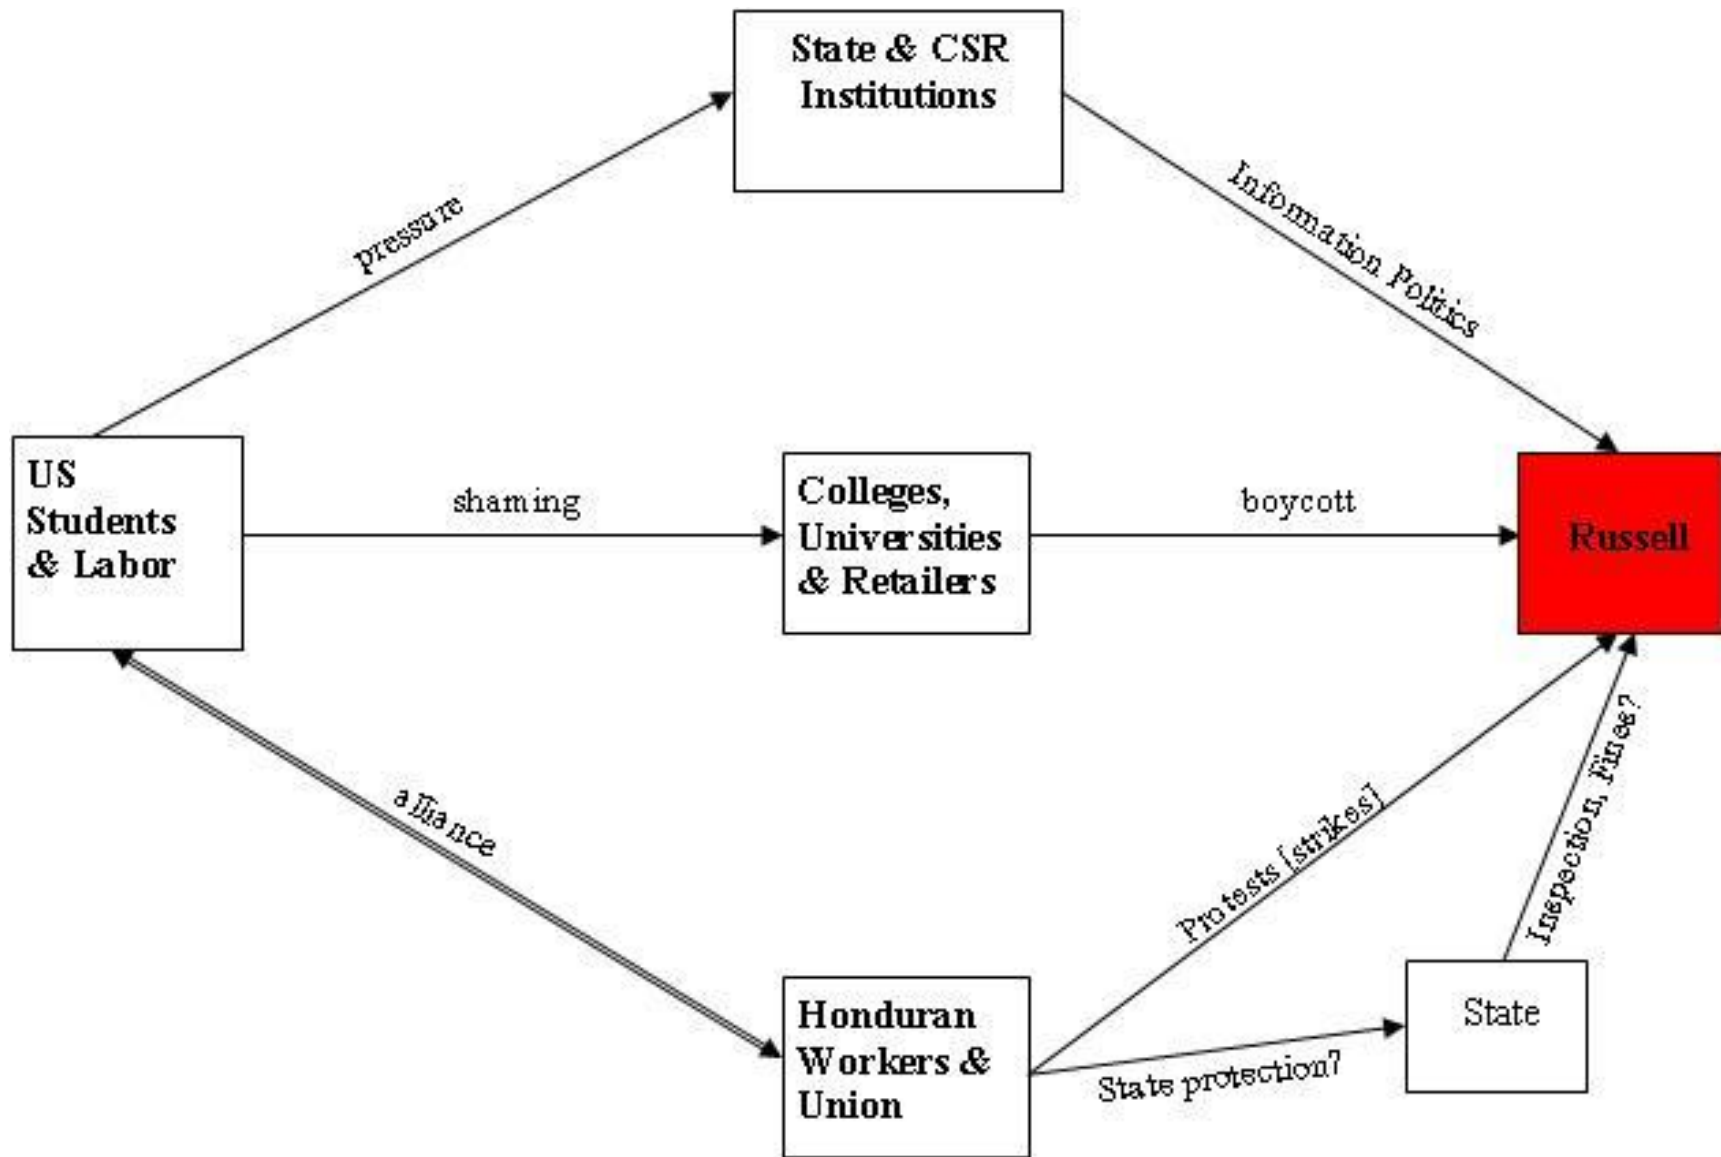 State & CSR
Institutions
pressure
Information Politics
US
Students
& Labor
shaming
Colleges,
Universities
& Retailers
boycott
Russell
alliance
Protests [strikes]
Inspection, Fines?
Honduran
Workers &
Union
State protection?
State